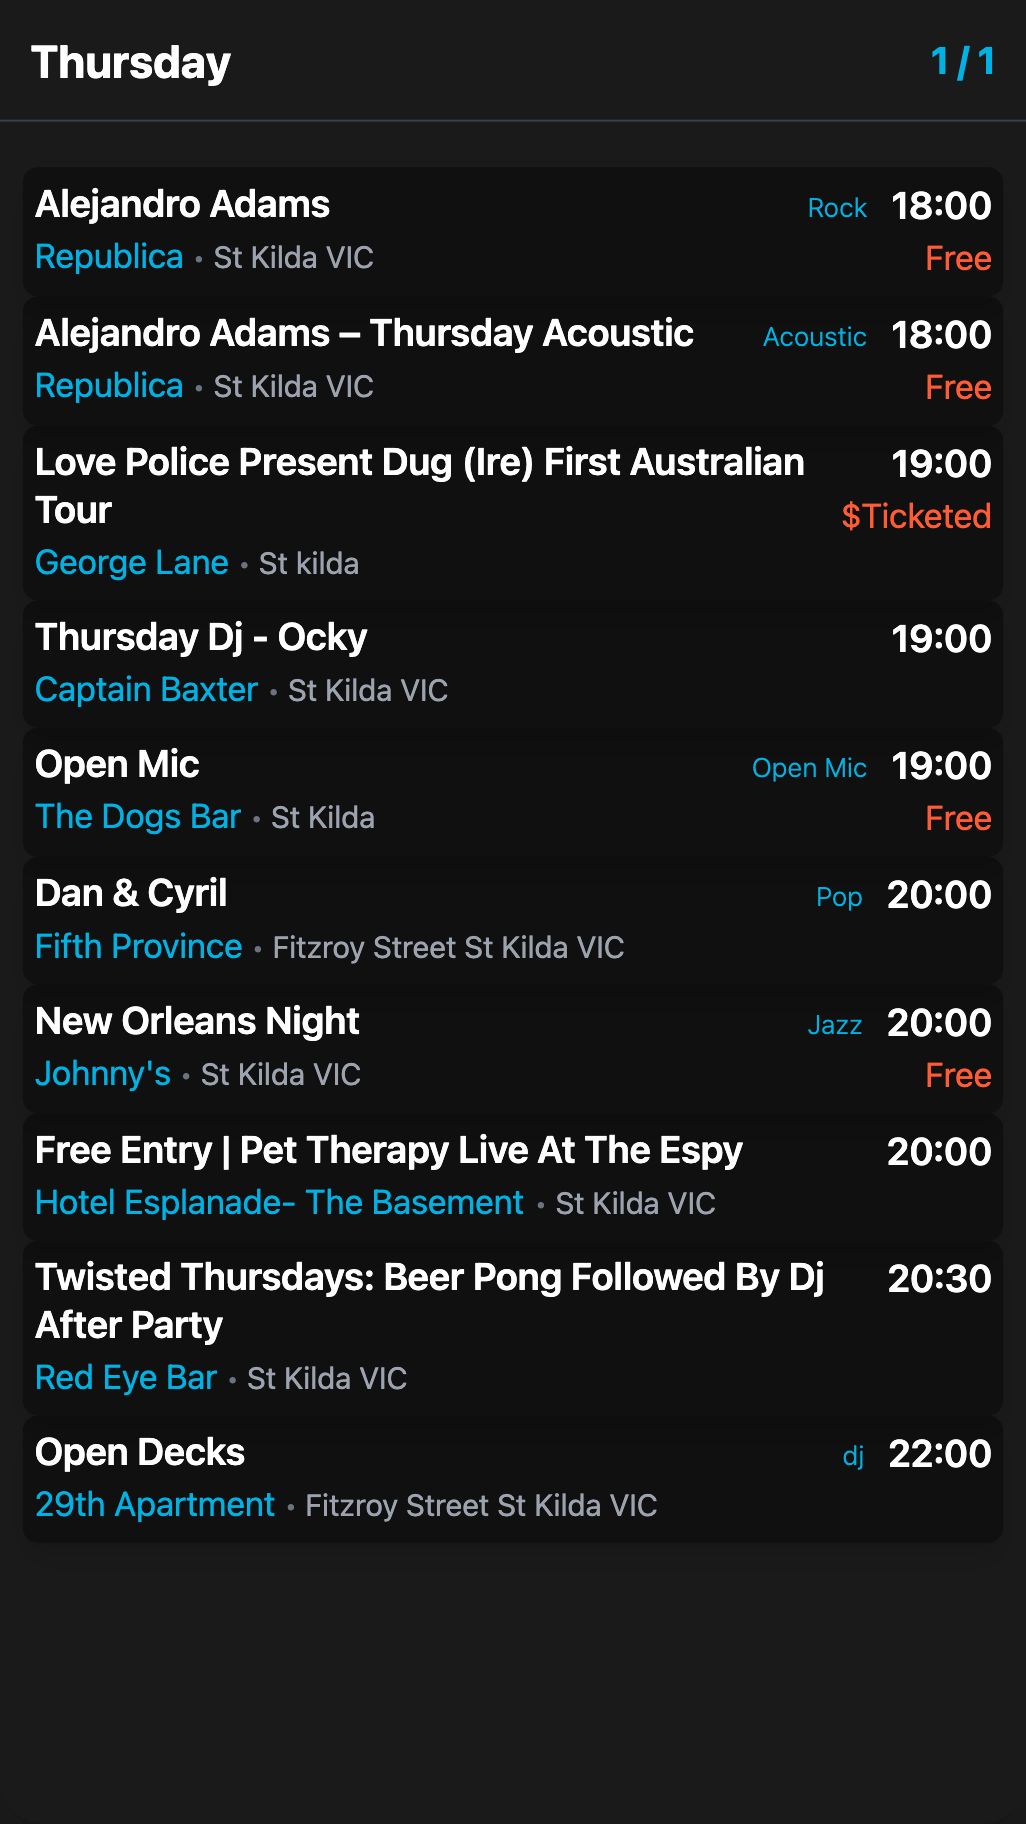 Thursday 1 / 1
Alejandro Adams Rock 18:00
Republica • St Kilda VIC Free
Alejandro Adams – Thursday Acoustic Acoustic 18:00
Republica • St Kilda VIC Free
Love Police Present Dug (Ire) First Australian 19:00
Tour $Ticketed
George Lane • St kilda
Thursday Dj - Ocky 19:00
Captain Baxter • St Kilda VIC
Open Mic Open Mic 19:00
The Dogs Bar • St Kilda Free
Dan & Cyril Pop 20:00
Fifth Province • Fitzroy Street St Kilda VIC
New Orleans Night Jazz 20:00
Johnny's • St Kilda VIC Free
Free Entry | Pet Therapy Live At The Espy 20:00
Hotel Esplanade- The Basement • St Kilda VIC
Twisted Thursdays: Beer Pong Followed By Dj 20:30
After Party
Red Eye Bar • St Kilda VIC
Open Decks dj 22:00
29th Apartment • Fitzroy Street St Kilda VIC